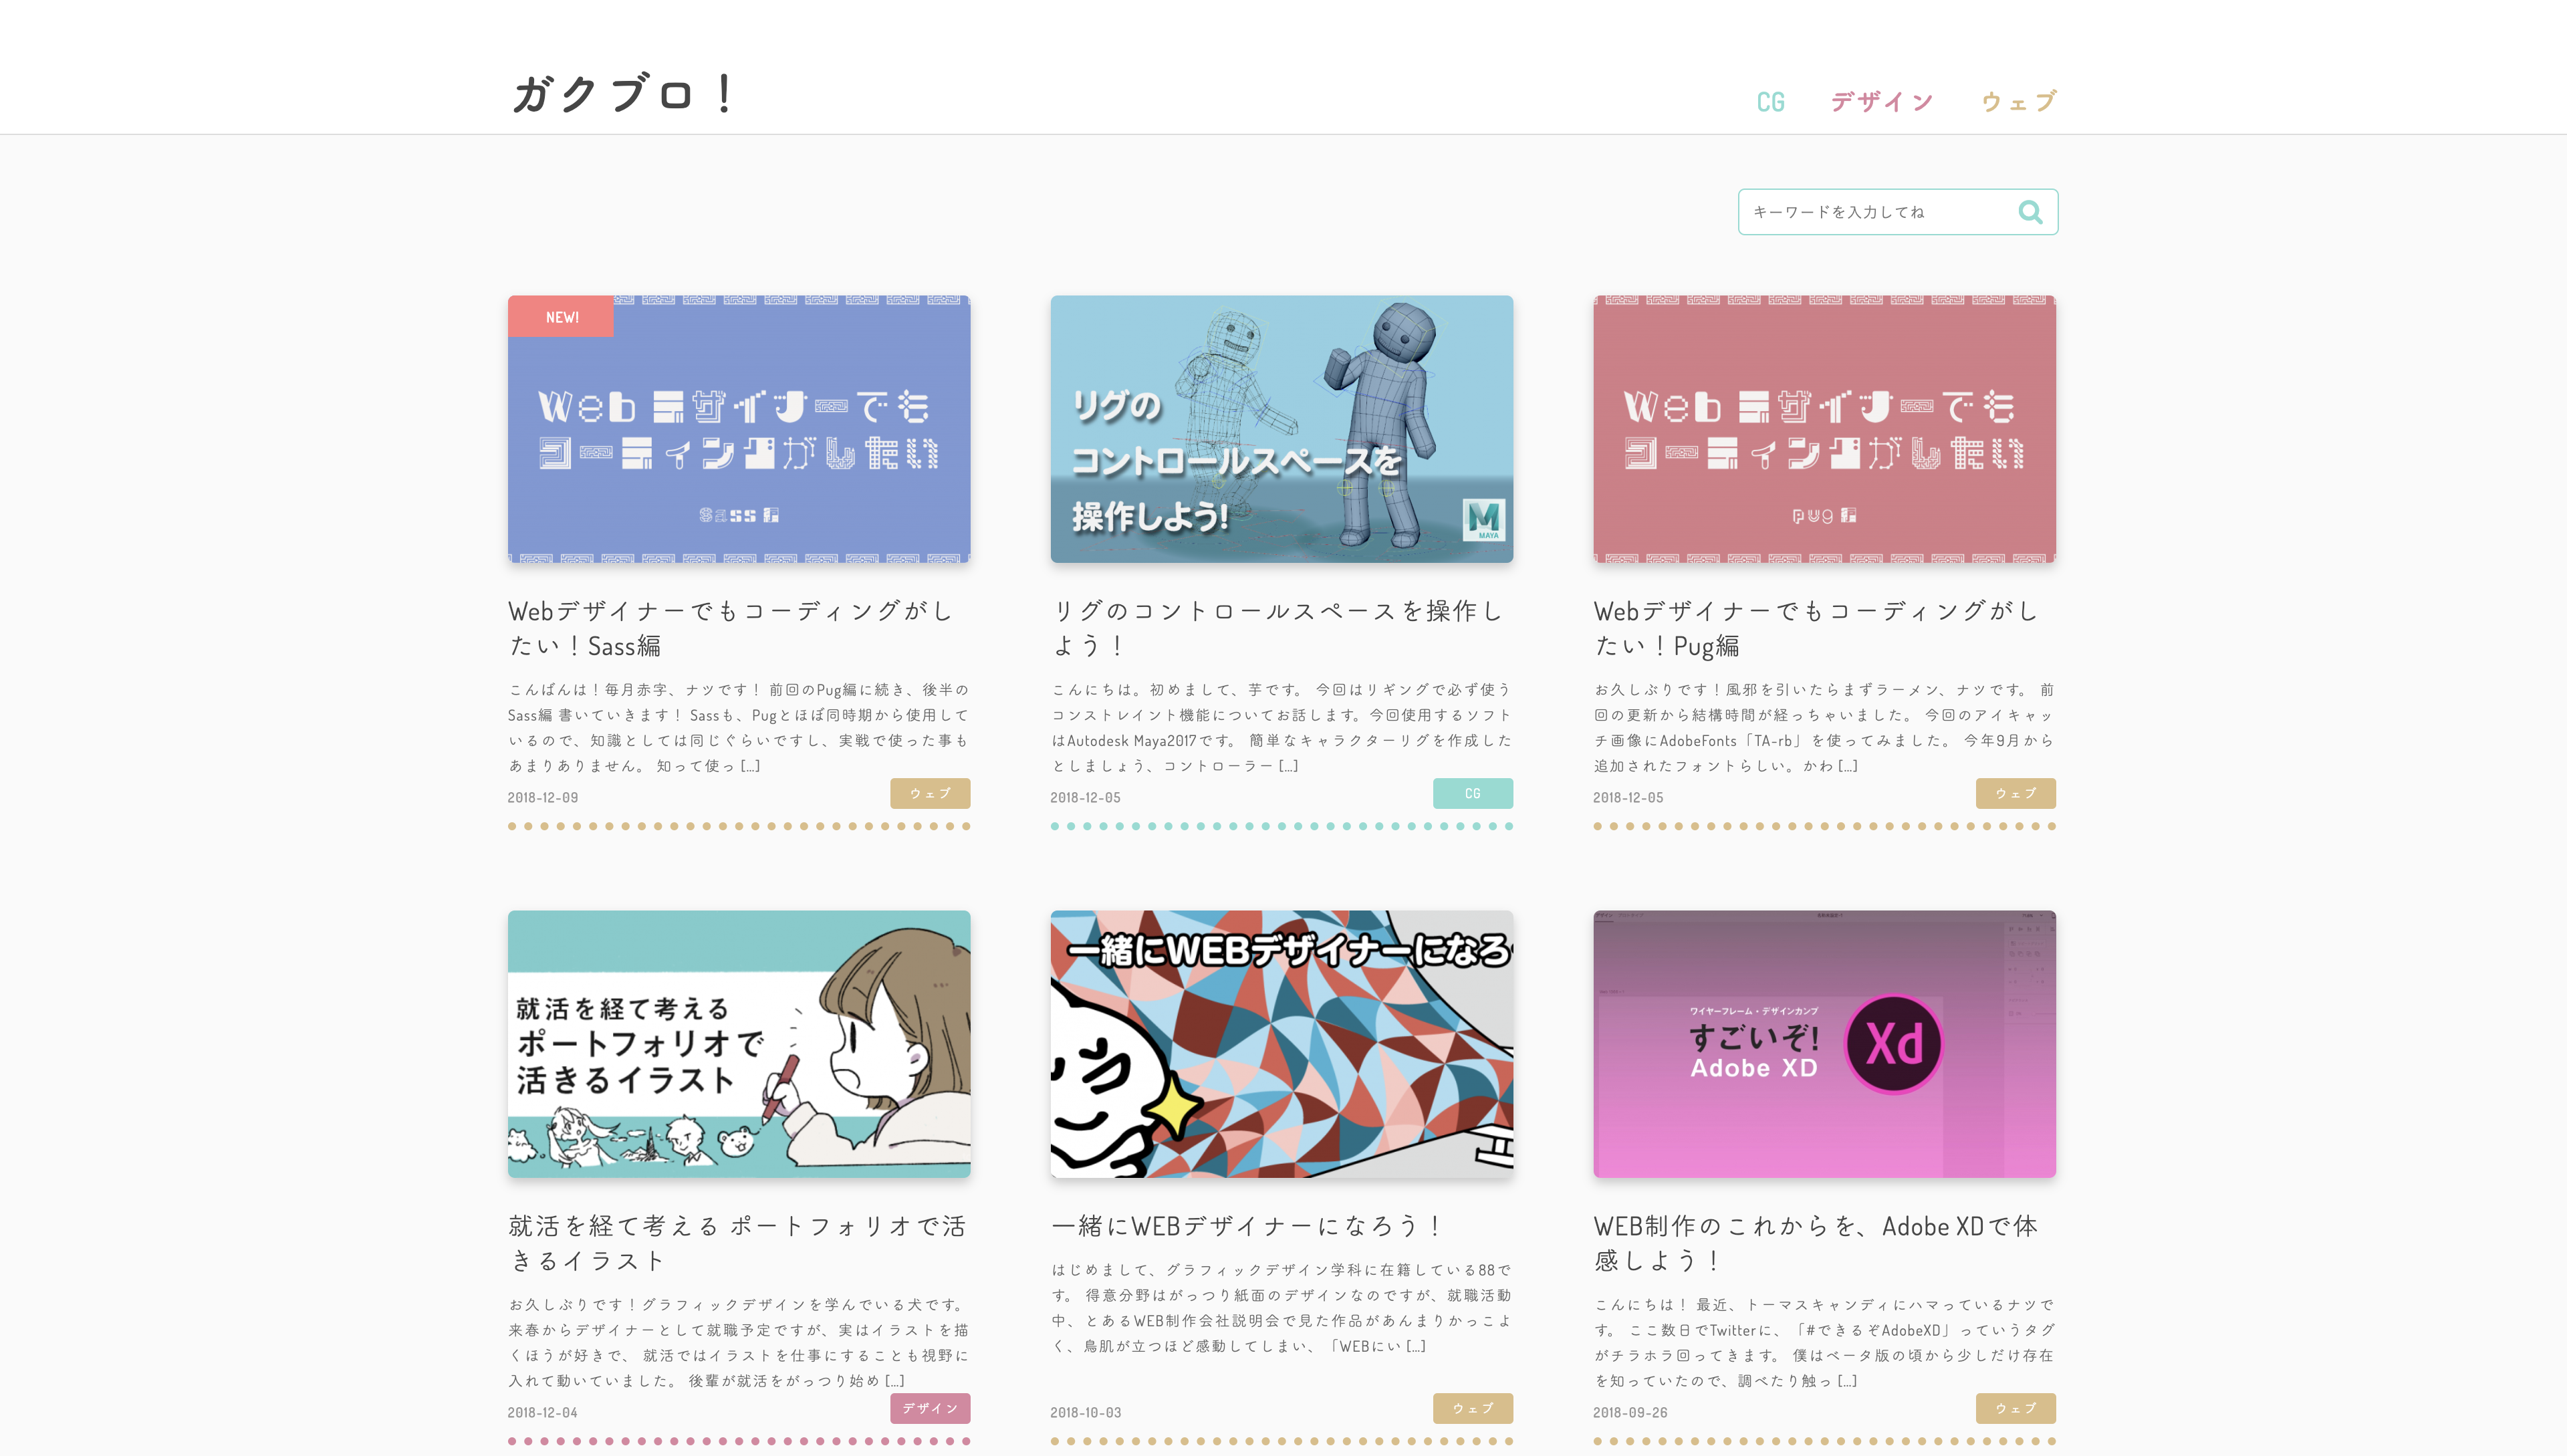 ガクブロ！
CG デザイン ウェブ
キーワードを入力してね
NEW!
Web デザイナーでも
コーディングがしたい
Sass 編
リグの
コントロールスペースを
操作しよう!
MAYA
Web デザイナーでも
コーディングがしたい
pug 編
Webデザイナーでもコーディングがし
たい！Sass編
こんばんは！毎月赤字、ナツです！ 前回のPug編に続き、後半の
Sass編 書いていきます！ Sassも、Pugとほぼ同時期から使用して
いるので、知識としては同じぐらいですし、実戦で使った事も
あまりありません。 知って使っ [...]
2018-12-09
ウェブ
リグのコントロールスペースを操作し
よう！
こんにちは。初めまして、芋です。 今回はリギングで必ず使う
コンストレイント機能についてお話します。今回使用するソフト
はAutodesk Maya2017です。 簡単なキャラクターリグを作成した
としましょう、コントローラー [...]
2018-12-05
CG
Webデザイナーでもコーディングがし
たい！Pug編
お久しぶりです！風邪を引いたらまずラーメン、ナツです。 前
回の更新から結構時間が経っちゃいました。 今回のアイキャッ
チ画像にAdobeFonts「TA-rb」を使ってみました。 今年9月から
追加されたフォントらしい。かわ [...]
2018-12-05
ウェブ
就活を経て考える
ポートフォリオで
活きるイラスト
一緒にWEBデザイナーになろ
ワイヤーフレーム・デザインカンプ
すごいぞ!
Adobe XD
Xd
就活を経て考える ポートフォリオで活
きるイラスト
お久しぶりです！グラフィックデザインを学んでいる犬です。
来春からデザイナーとして就職予定ですが、実はイラストを描
くほうが好きで、 就活ではイラストを仕事にすることも視野に
入れて動いていました。 後輩が就活をがっつり始め [...]
2018-12-04
デザイン
一緒にWEBデザイナーになろう！
はじめまして、グラフィックデザイン学科に在籍している88で
す。 得意分野はがっつり紙面のデザインなのですが、就職活動
中、とあるWEB制作会社説明会で見た作品があんまりかっこよ
く、鳥肌が立つほど感動してしまい、「WEBにい [...]
2018-10-03
ウェブ
WEB制作のこれからを、Adobe XDで体
感しよう！
こんにちは！ 最近、トーマスキャンディにハマっているナツで
す。 ここ数日でTwitterに、「#できるぞAdobeXD」っていうタグ
がチラホラ回ってきます。 僕はベータ版の頃から少しだけ存在
を知っていたので、調べたり触っ [...]
2018-09-26
ウェブ